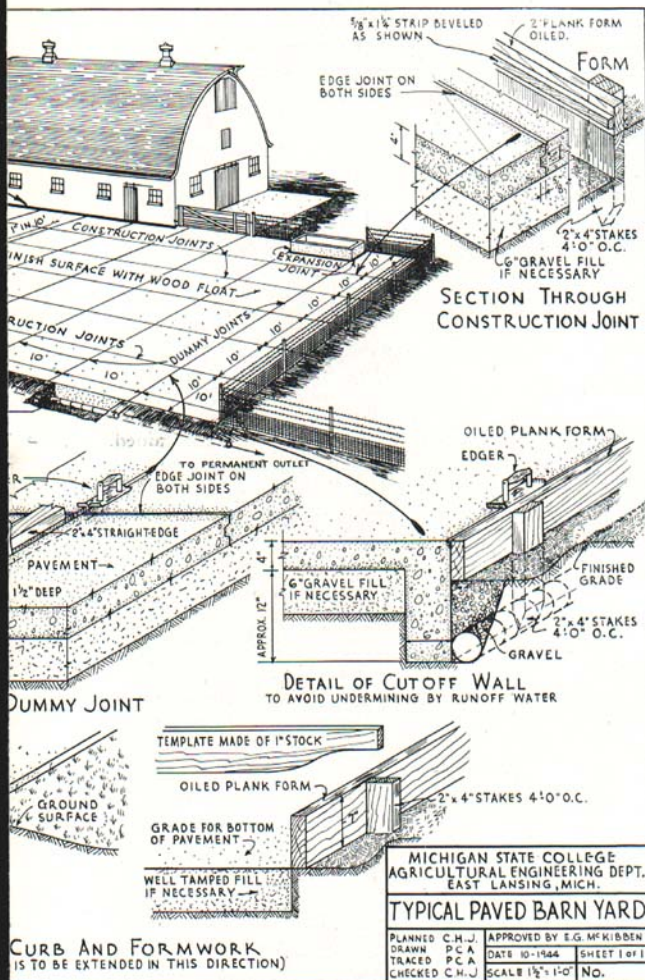 5/8" x 1 1/4" STRIP BEVELED
AS SHOWN
2" PLANK FORM
OILED.
FORM
EDGE JOINT ON
BOTH SIDES
2"x4" STAKES
4'-0" O.C.
6" GRAVEL FILL
IF NECESSARY
SECTION THROUGH
CONSTRUCTION JOINT
1" IN 10'
CONSTRUCTION JOINTS
EXPANSION
JOINT
FINISH SURFACE WITH WOOD FLOAT
DUMMY JOINTS
RUCTION JOINTS
10'
10'
10'
10'
10'
10'
10'
10'
10'
TO PERMANENT OUTLET
EDGE JOINT ON
BOTH SIDES
2"x4" STRAIGHT-EDGE
PAVEMENT
1 1/2" DEEP
DUMMY JOINT
OILED PLANK FORM
EDGER
4"
6" GRAVEL FILL
IF NECESSARY
APPROX. 12"
FINISHED
GRADE
2"x4" STAKES
4'-0" O.C.
GRAVEL
DETAIL OF CUTOFF WALL
TO AVOID UNDERMINING BY RUNOFF WATER
TEMPLATE MADE OF 1" STOCK
OILED PLANK FORM
2"x4" STAKES 4'-0" O.C.
7"
GROUND
SURFACE
GRADE FOR BOTTOM
OF PAVEMENT
WELL TAMPED FILL
IF NECESSARY
CURB AND FORMWORK
IS TO BE EXTENDED IN THIS DIRECTION)
MICHIGAN STATE COLLEGE
AGRICULTURAL ENGINEERING DEPT.
EAST LANSING, MICH.
TYPICAL PAVED BARN YARD
PLANNED C.H.J.
DRAWN P C A
TRACED P C A
CHECKED C.H.J
APPROVED BY E.G. McKIBBEN
DATE 10-1944
SHEET 1 OF 1
SCALE 1 1/2"=1'-0"
No.